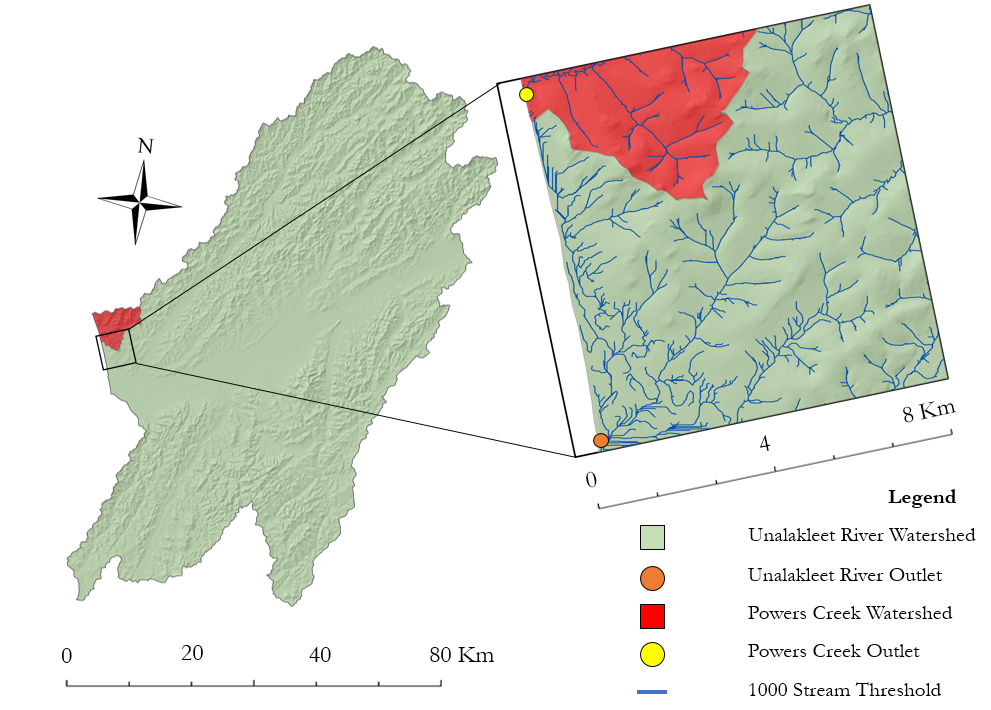 N
0
4
8 Km
Legend
Unalakleet River Watershed
Unalakleet River Outlet
Powers Creek Watershed
Powers Creek Outlet
1000 Stream Threshold
0 20 40 80 Km